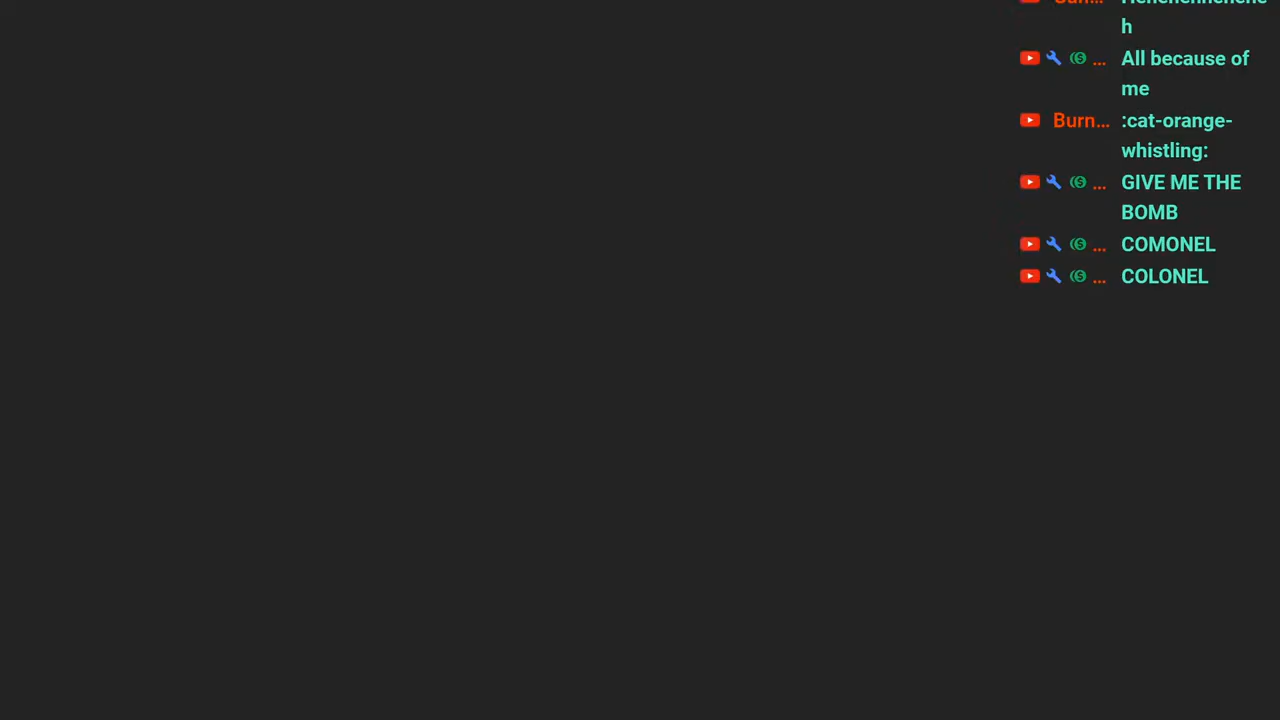 h
... All because of
me
Burn... :cat-orange-
whistling:
... GIVE ME THE
BOMB
... COMONEL
... COLONEL